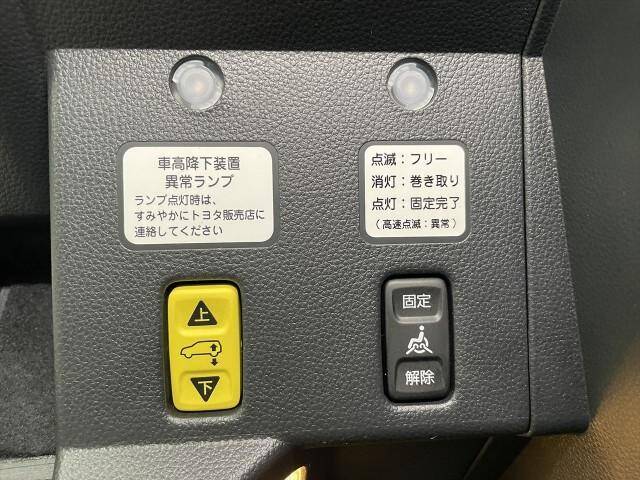 車高降下装置
異常ランプ
ランプ点灯時は、
すみやかにトヨタ販売店に
連絡してください
点滅：フリー
消灯：巻き取り
点灯：固定完了
（高速点滅：異常）
上
下
固定
解除